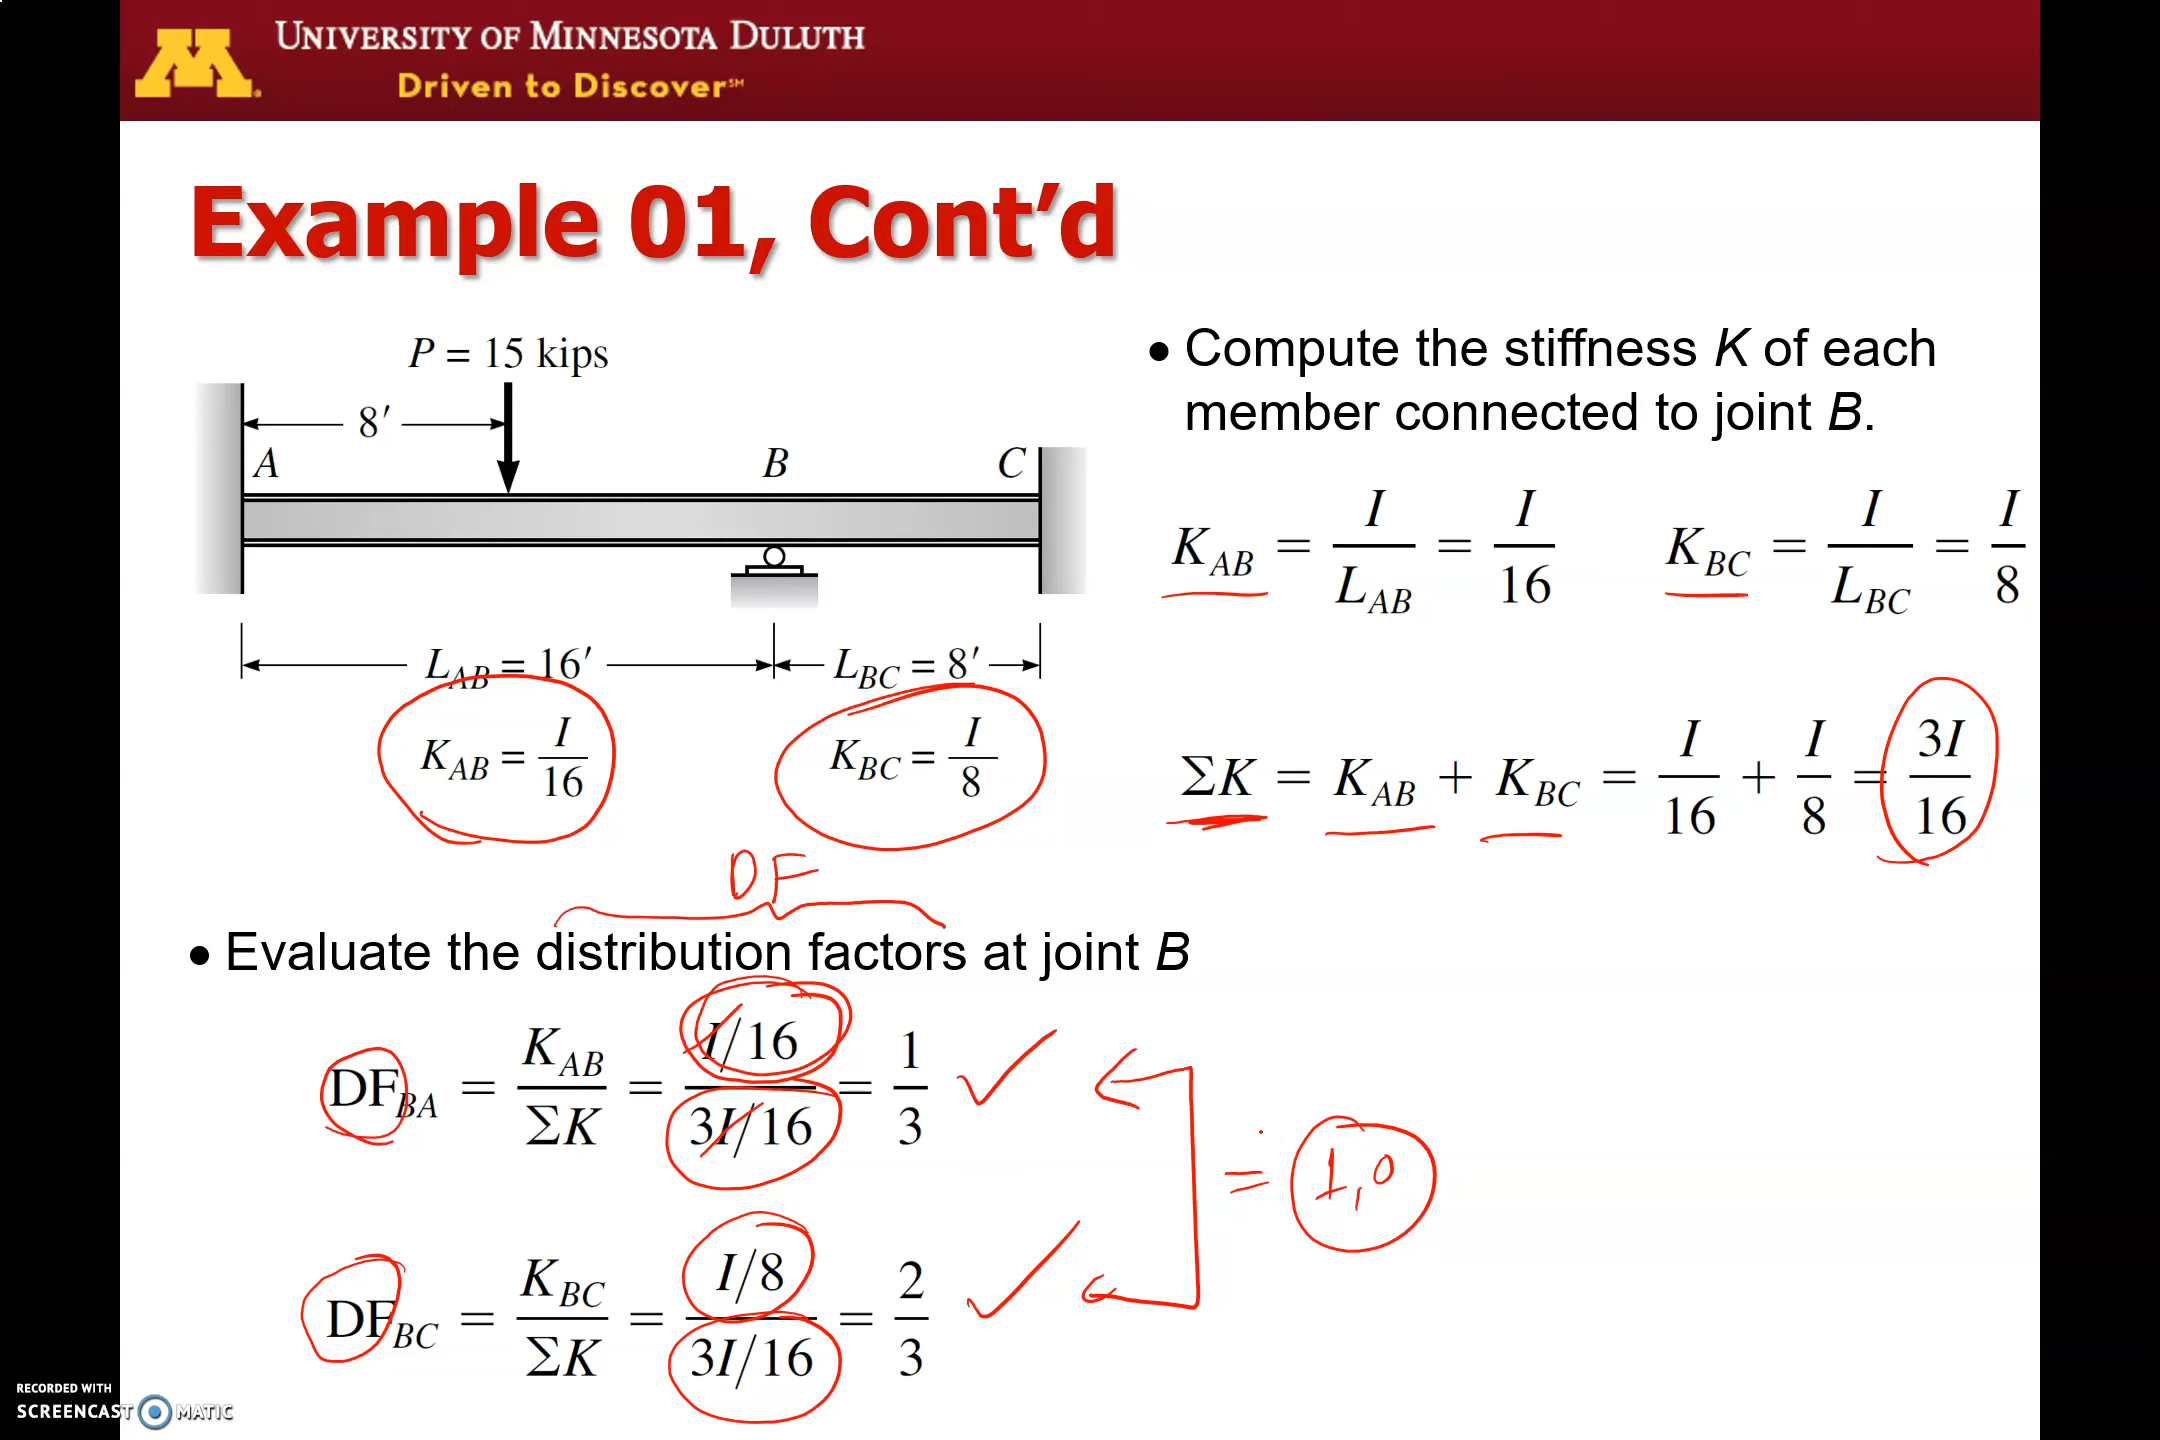 UNIVERSITY OF MINNESOTA DULUTH
Driven to Discover℠
Example 01, Cont’d
P = 15 kips
8′
A B C
L_AB = 16′ L_BC = 8′
K_AB = I/16 K_BC = I/8
• Compute the stiffness K of each
member connected to joint B.
K_AB = I/L_AB = I/16 K_BC = I/L_BC = I/8
ΣK = K_AB + K_BC = I/16 + I/8 = 3I/16
DF
• Evaluate the distribution factors at joint B
DF_BA = K_AB/ΣK = (I/16)/(3I/16) = 1/3
= 1,0
DF_BC = K_BC/ΣK = (I/8)/(3I/16) = 2/3
RECORDED WITH
SCREENCAST MATIC